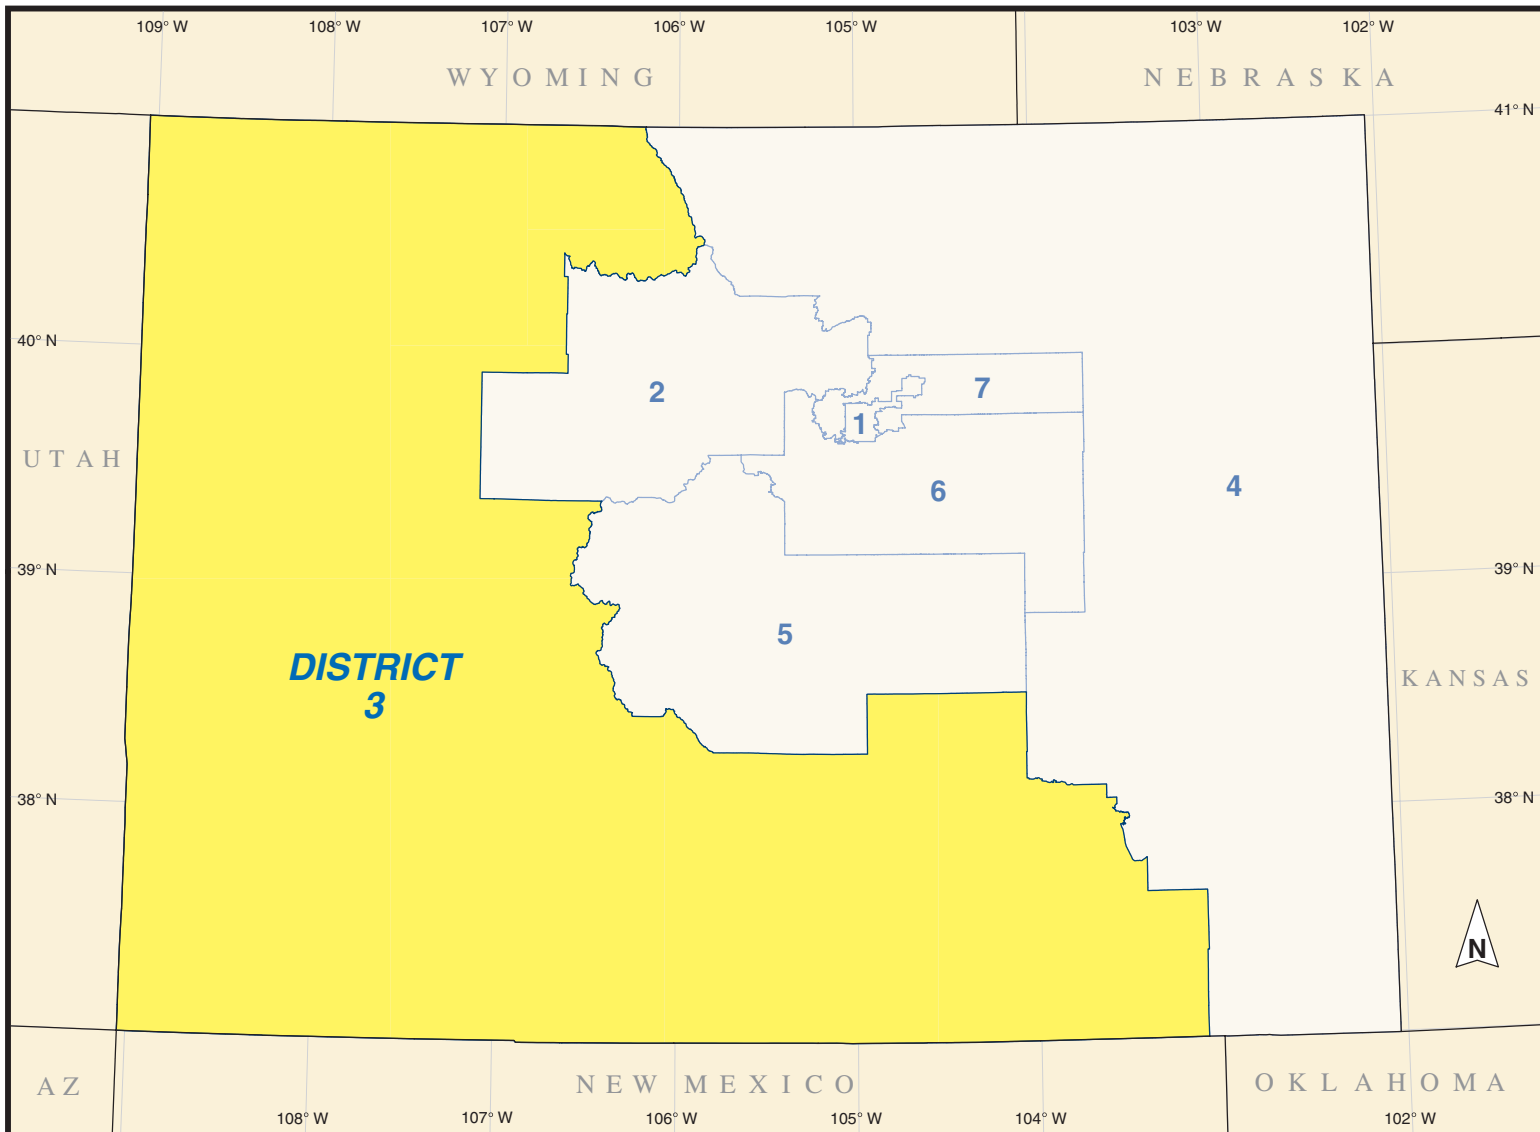 109° W 108° W 107° W 106° W 105° W 103° W 102° W
WYOMING NEBRASKA
41° N
40° N
2 7
1
UTAH
6 4
39° N 39° N
5
DISTRICT
3
KANSAS
38° N 38° N
N
AZ NEW MEXICO OKLAHOMA
108° W 107° W 106° W 105° W 104° W 102° W